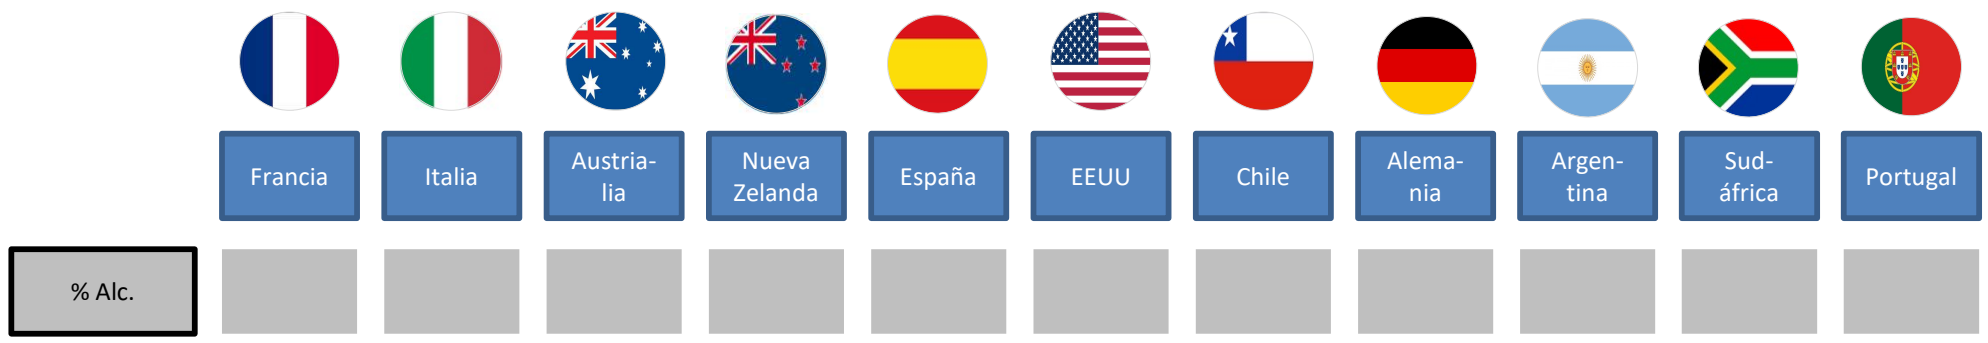 Francia
Italia
Austria-
lia
Nueva
Zelanda
España
EEUU
Chile
Alema-
nia
Argen-
tina
Sud-
áfrica
Portugal
% Alc.